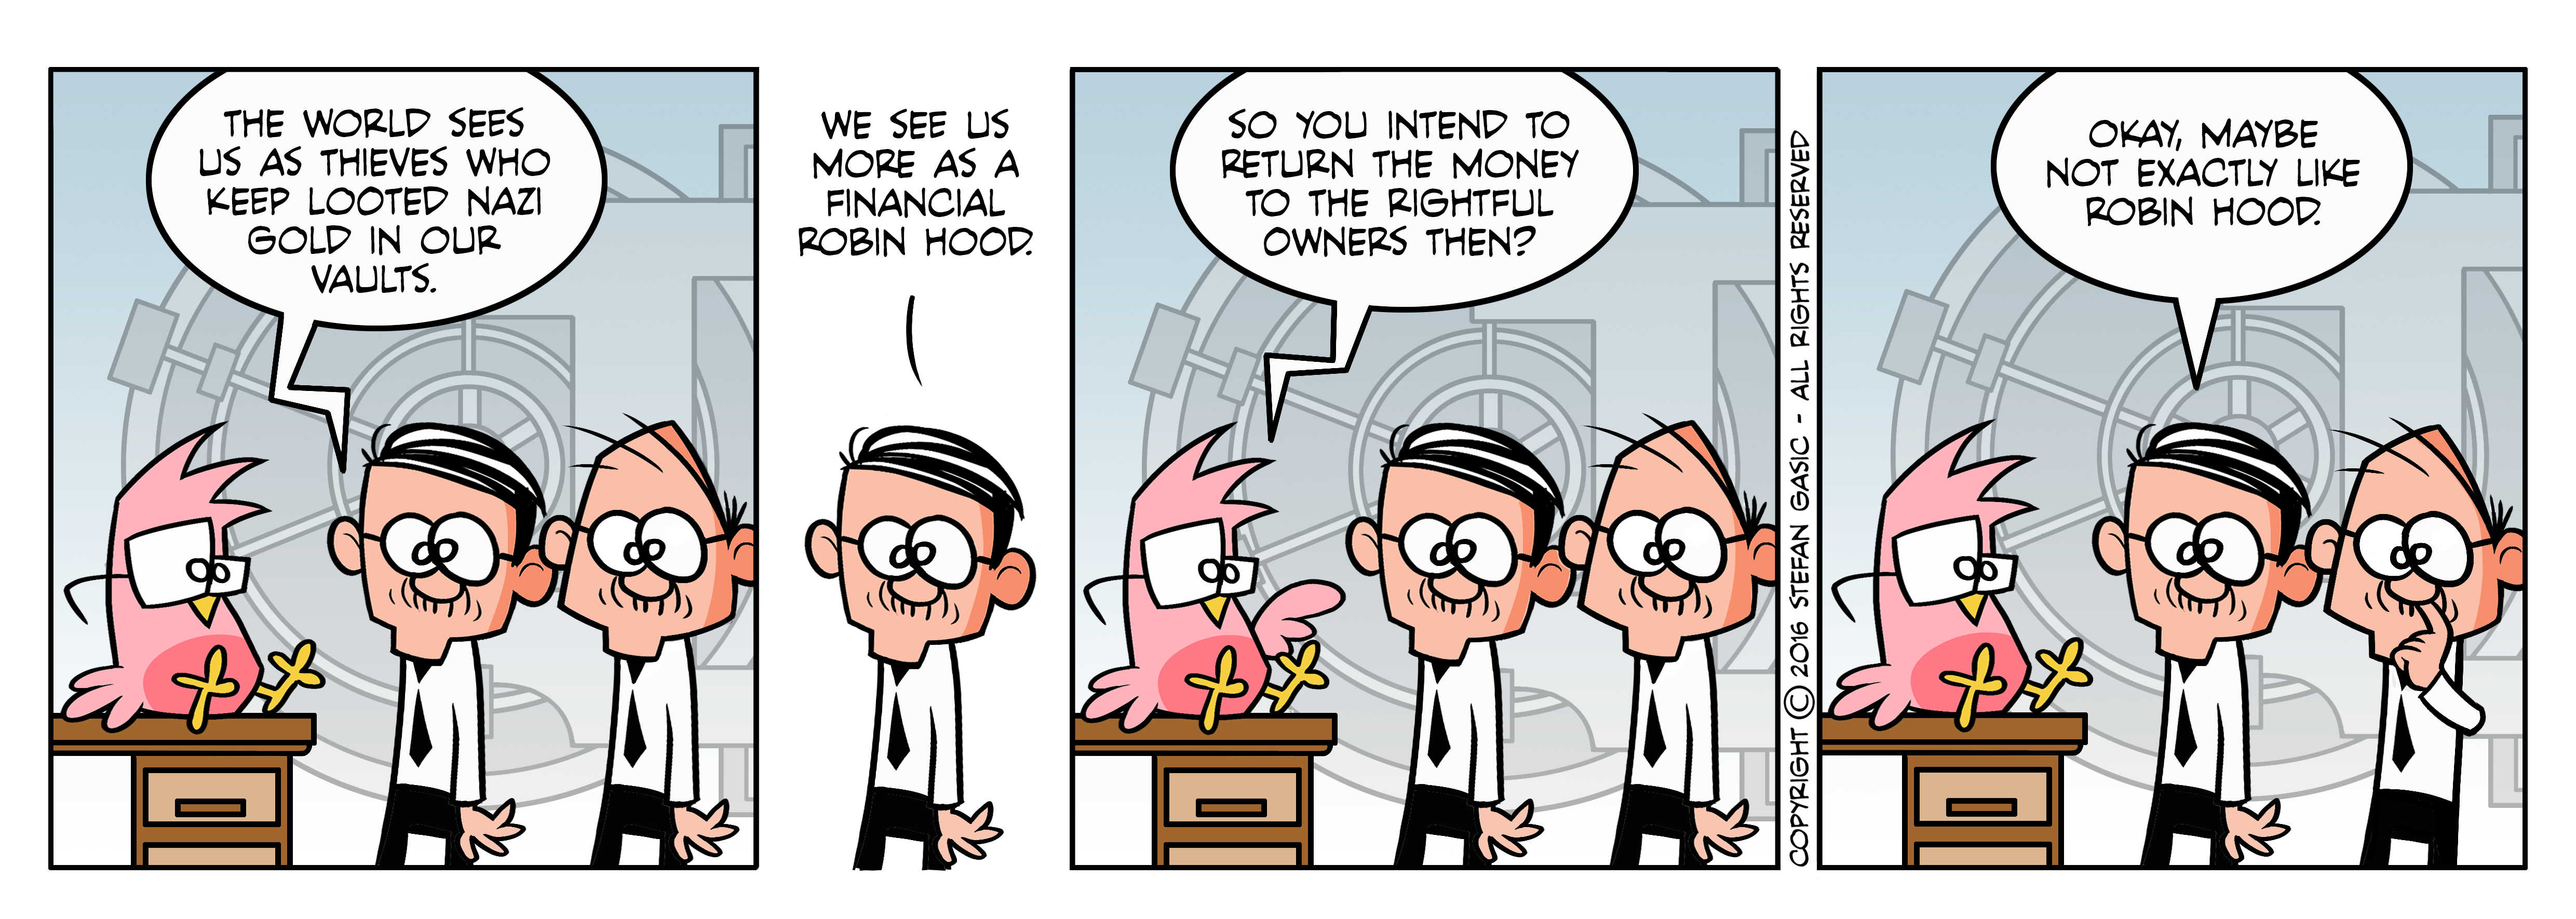 THE WORLD SEES
US AS THIEVES WHO
KEEP LOOTED NAZI
GOLD IN OUR
VAULTS.
WE SEE US
MORE AS A
FINANCIAL
ROBIN HOOD.
SO YOU INTEND TO
RETURN THE MONEY
TO THE RIGHTFUL
OWNERS THEN?
COPYRIGHT © 2016 STEFAN GASIC - ALL RIGHTS RESERVED
OKAY, MAYBE
NOT EXACTLY LIKE
ROBIN HOOD.